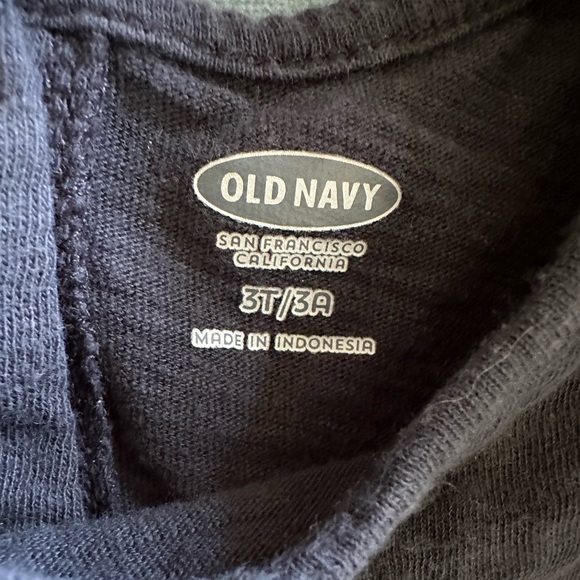 OLD NAVY
SAN FRANCISCO
CALIFORNIA
3T/3A
MADE IN INDONESIA